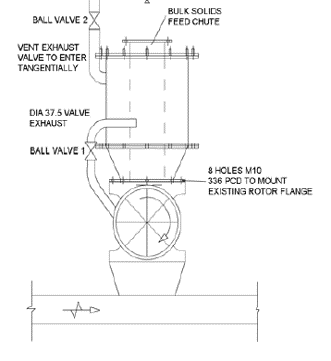 BULK SOLIDS
FEED CHUTE
BALL VALVE 2
VENT EXHAUST
VALVE TO ENTER
TANGENTIALLY
DIA 37.5 VALVE
EXHAUST
BALL VALVE 1
8 HOLES M10
336 PCD TO MOUNT
EXISTING ROTOR FLANGE